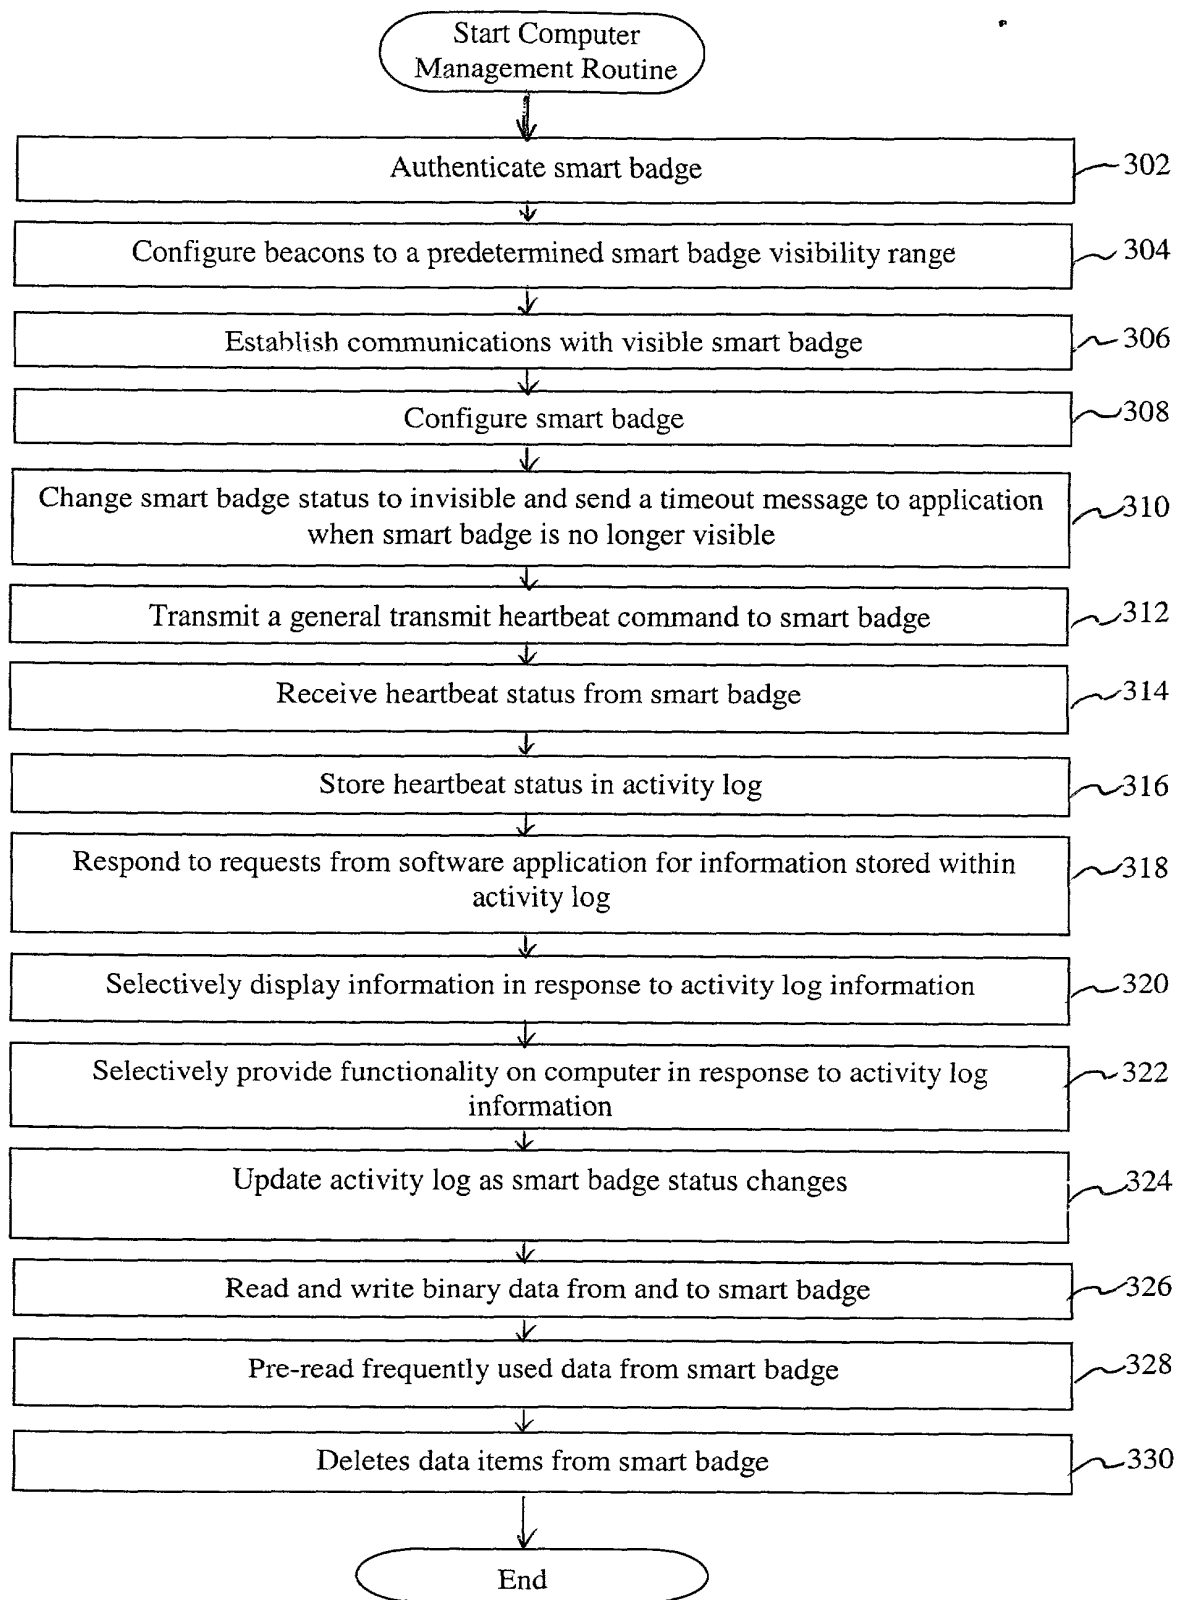 Start Computer
Management Routine
Authenticate smart badge
302
Configure beacons to a predetermined smart badge visibility range
304
Establish communications with visible smart badge
306
Configure smart badge
308
Change smart badge status to invisible and send a timeout message to application
when smart badge is no longer visible
310
Transmit a general transmit heartbeat command to smart badge
312
Receive heartbeat status from smart badge
314
Store heartbeat status in activity log
316
Respond to requests from software application for information stored within
activity log
318
Selectively display information in response to activity log information
320
Selectively provide functionality on computer in response to activity log
information
322
Update activity log as smart badge status changes
324
Read and write binary data from and to smart badge
326
Pre-read frequently used data from smart badge
328
Deletes data items from smart badge
330
End